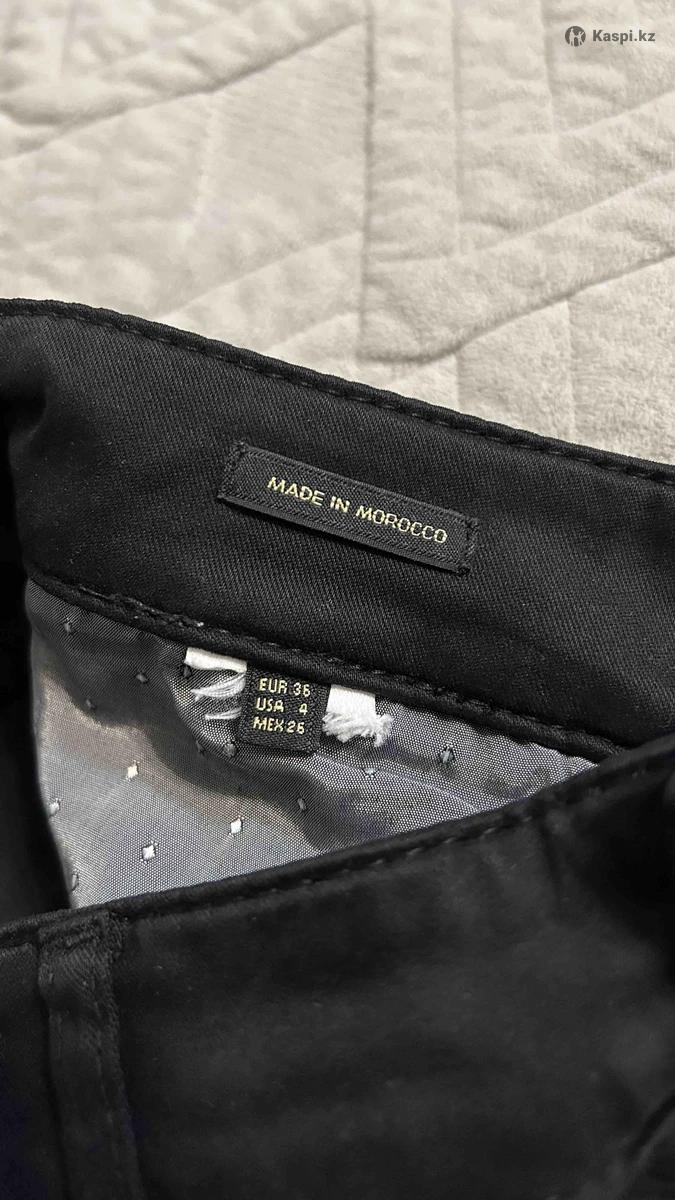 Kaspi.kz
MADE IN MOROCCO
EUR 36
USA 4
MEX 26